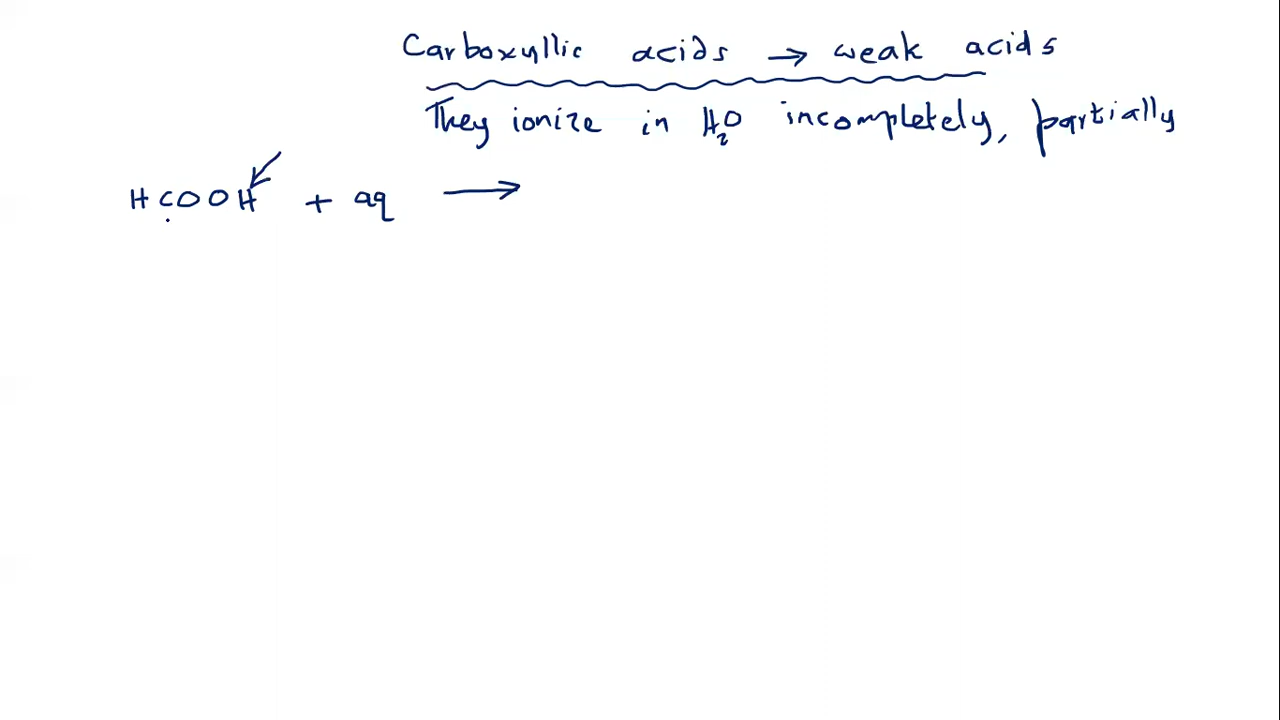 Carboxyllic acids → weak acids
They ionize in H₂O incompletely, partially
HCOOH + aq →